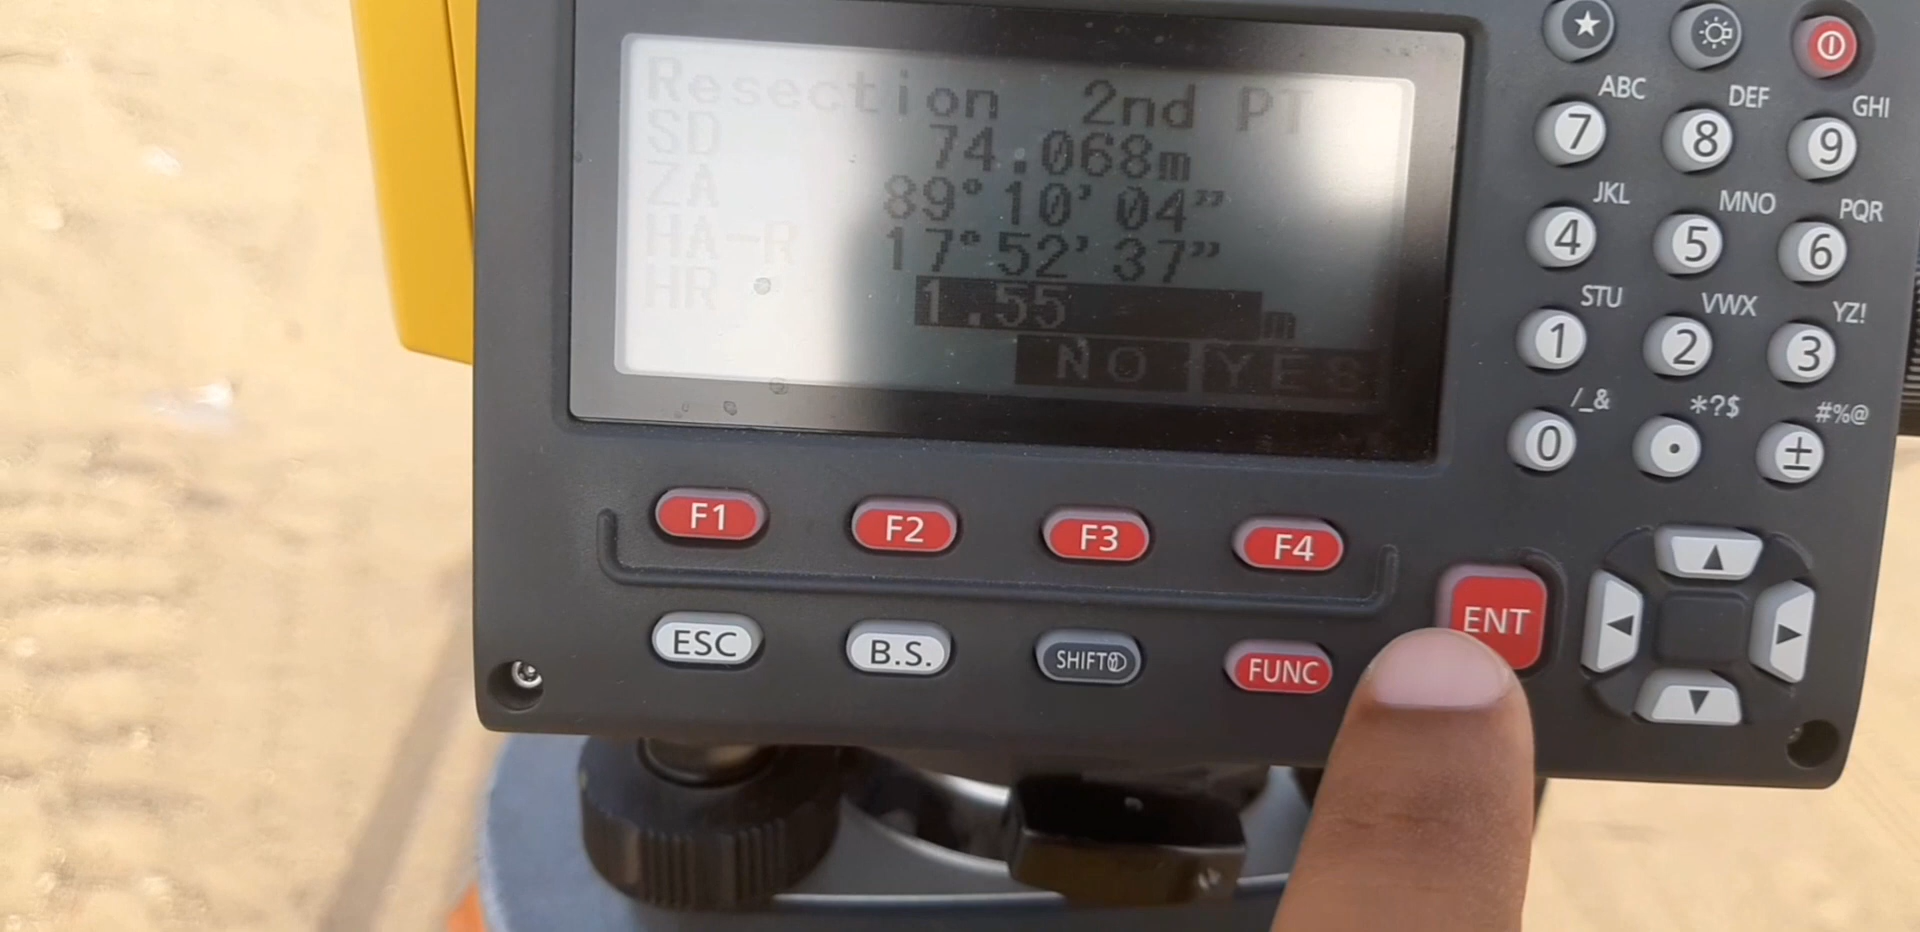 Resection 2nd PT
SD 74.068m
ZA 89°10'04"
HA-R 17°52'37"
HR 1.55 m
NO YES
ABC DEF GHI
7 8 9
JKL MNO PQR
4 5 6
STU VWX YZ!
1 2 3
/_& *?$ #%@
0 . ±
F1 F2 F3 F4
ESC B.S. SHIFT FUNC ENT